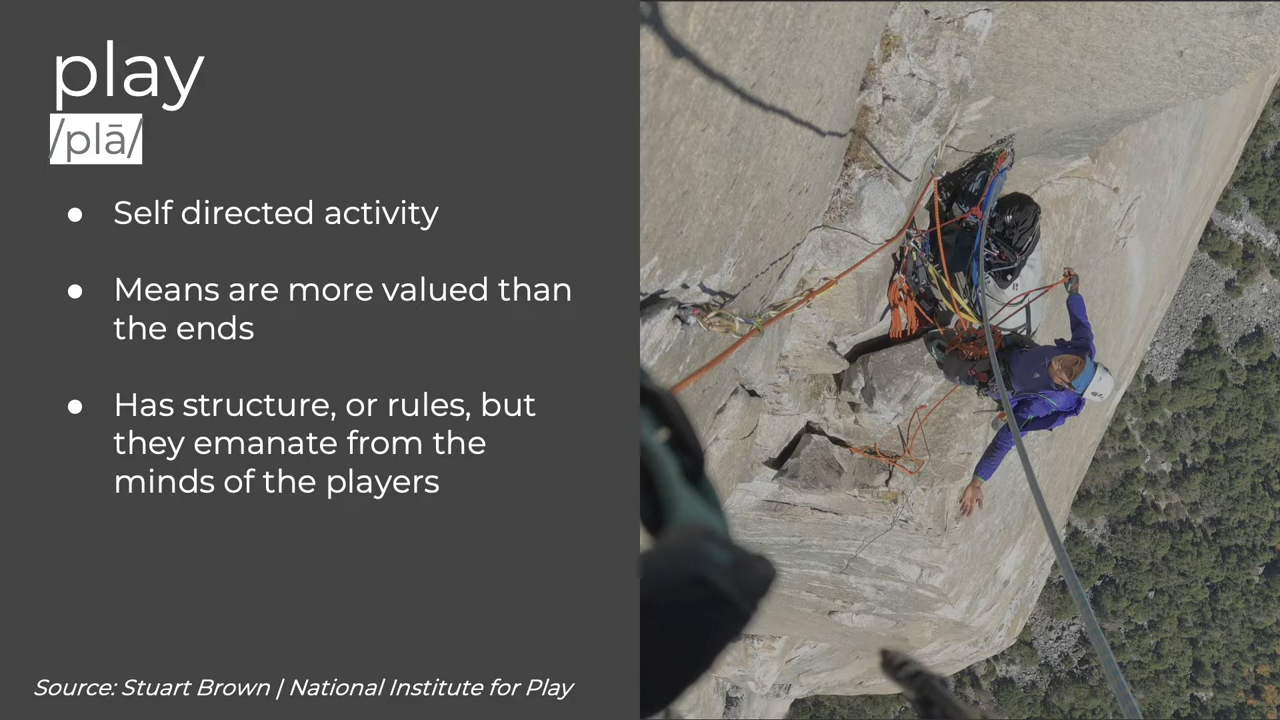 play
/plā/
● Self directed activity
● Means are more valued than
the ends
● Has structure, or rules, but
they emanate from the
minds of the players
Source: Stuart Brown | National Institute for Play